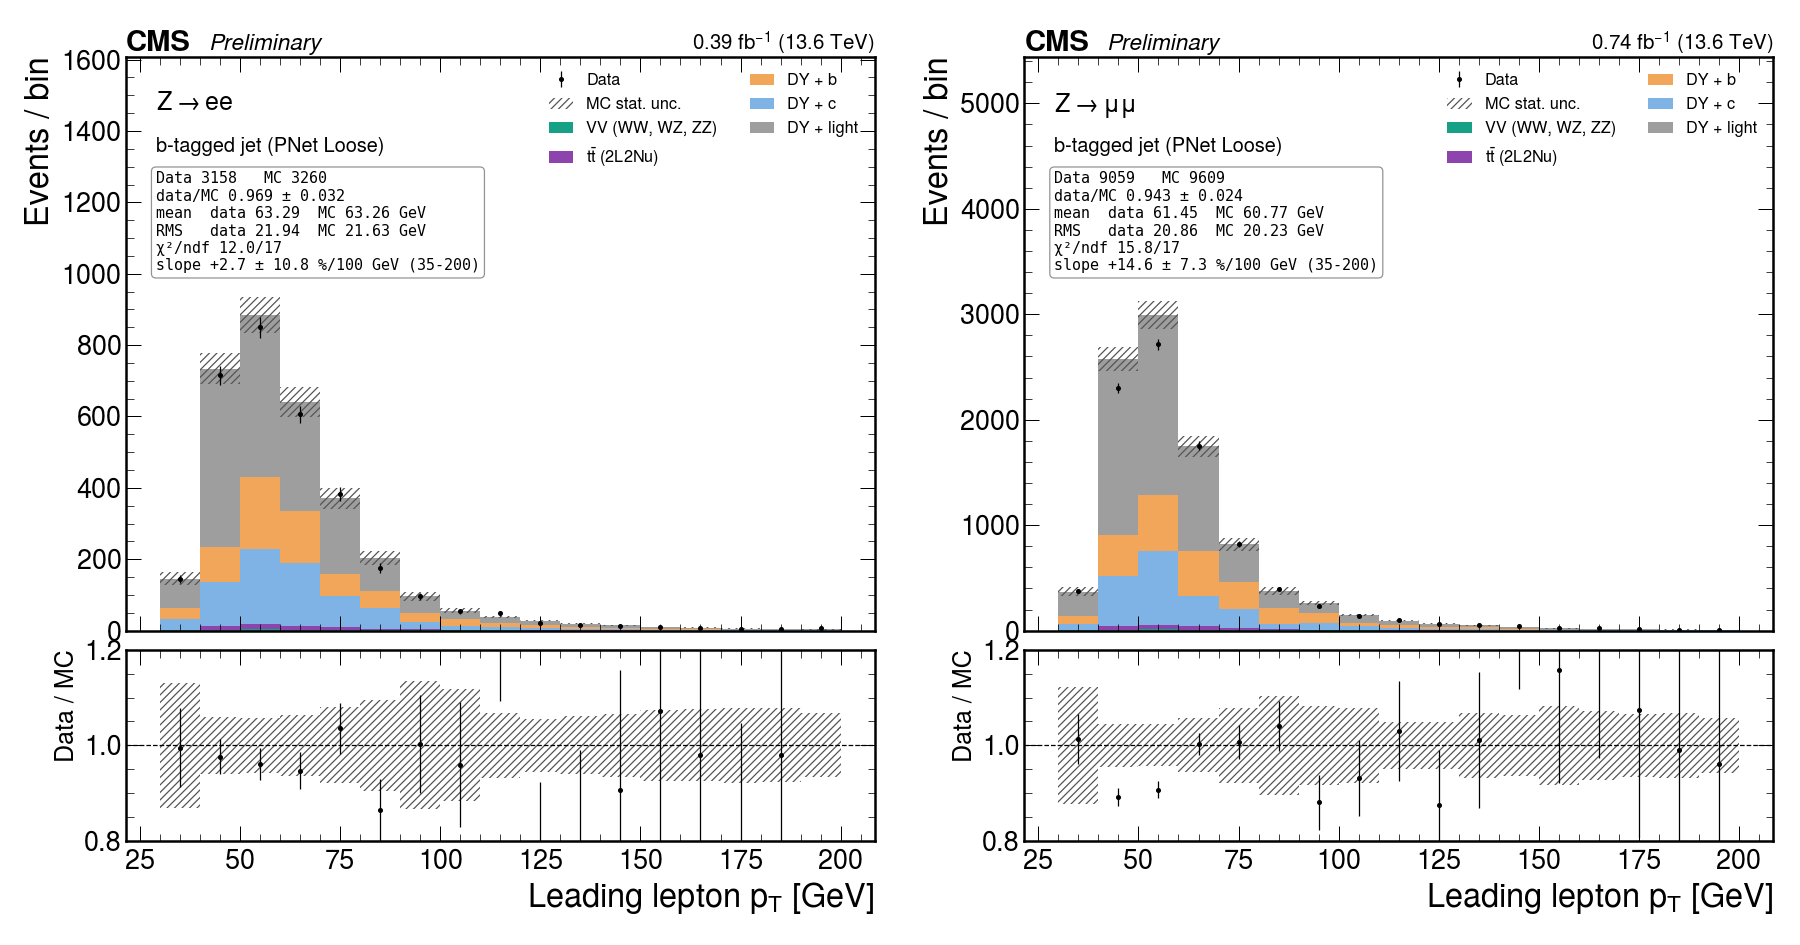 CMS Preliminary 0.39 fb⁻¹ (13.6 TeV)
Events / bin
1600
1400
1200
1000
800
600
400
200
0
Z→ee
b-tagged jet (PNet Loose)
Data 3158   MC 3260
data/MC 0.969 ± 0.032
mean  data 63.29  MC 63.26 GeV
RMS   data 21.94  MC 21.63 GeV
χ²/ndf 12.0/17
slope +2.7 ± 10.8 %/100 GeV (35-200)
Data
MC stat. unc.
VV (WW, WZ, ZZ)
tt̄ (2L2Nu)
DY + b
DY + c
DY + light
Data / MC
1.2
1.0
0.8
25 50 75 100 125 150 175 200
Leading lepton p_T [GeV]
CMS Preliminary 0.74 fb⁻¹ (13.6 TeV)
Events / bin
5000
4000
3000
2000
1000
0
Z→μμ
b-tagged jet (PNet Loose)
Data 9059   MC 9609
data/MC 0.943 ± 0.024
mean  data 61.45  MC 60.77 GeV
RMS   data 20.86  MC 20.23 GeV
χ²/ndf 15.8/17
slope +14.6 ± 7.3 %/100 GeV (35-200)
Data
MC stat. unc.
VV (WW, WZ, ZZ)
tt̄ (2L2Nu)
DY + b
DY + c
DY + light
Data / MC
1.2
1.0
0.8
25 50 75 100 125 150 175 200
Leading lepton p_T [GeV]